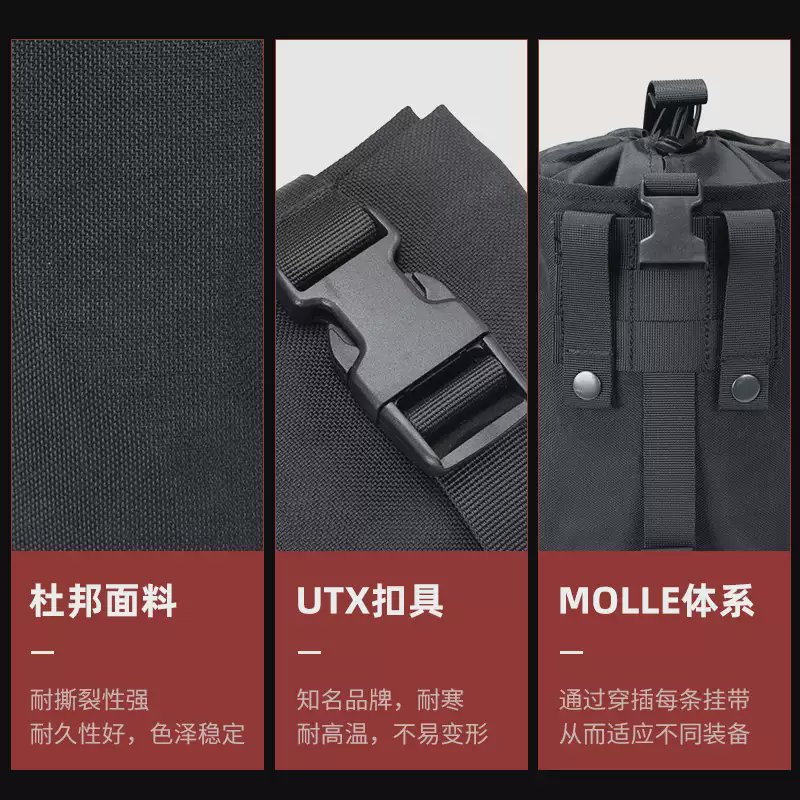 杜邦面料
耐撕裂性强
耐久性好，色泽稳定
UTX扣具
知名品牌，耐寒
耐高温，不易变形
MOLLE体系
通过穿插每条挂带
从而适应不同装备